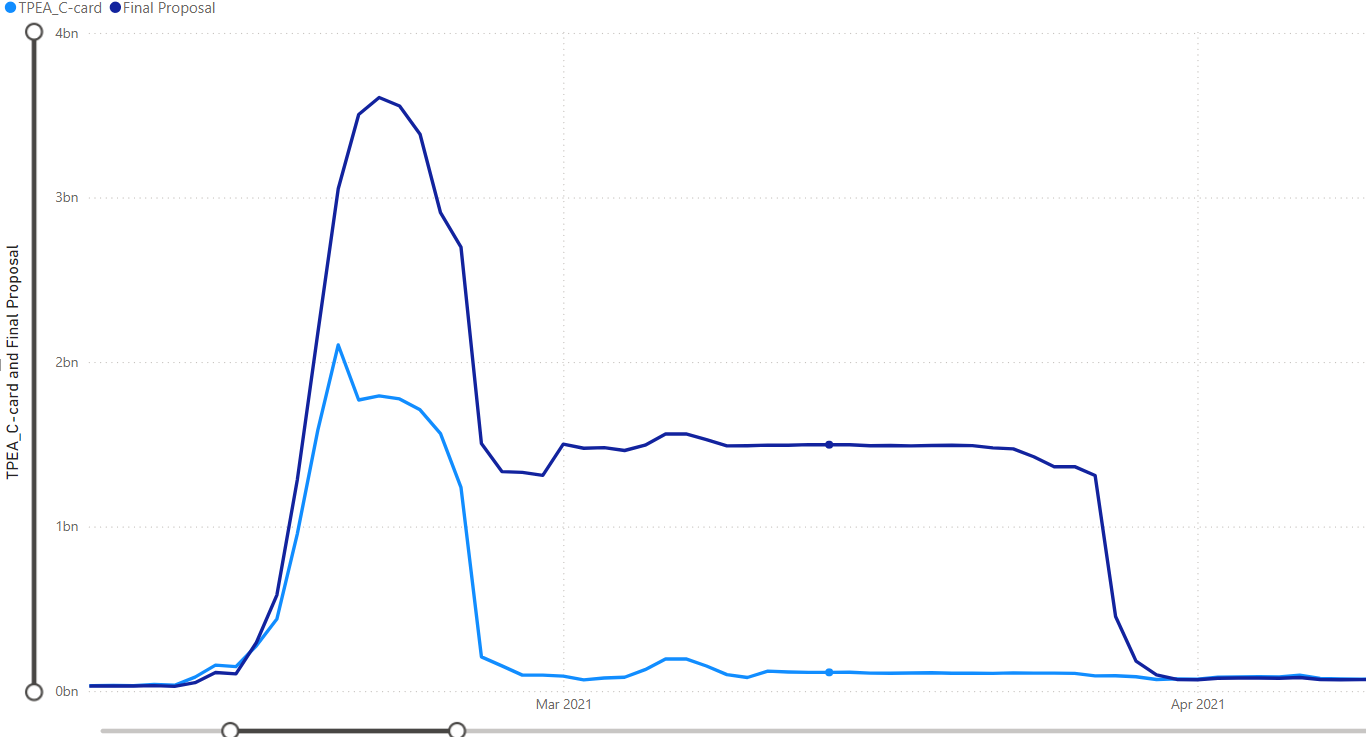 TPEA_C-card Final Proposal
4bn
3bn
2bn
1bn
0bn
TPEA_C-card and Final Proposal
Mar 2021 Apr 2021